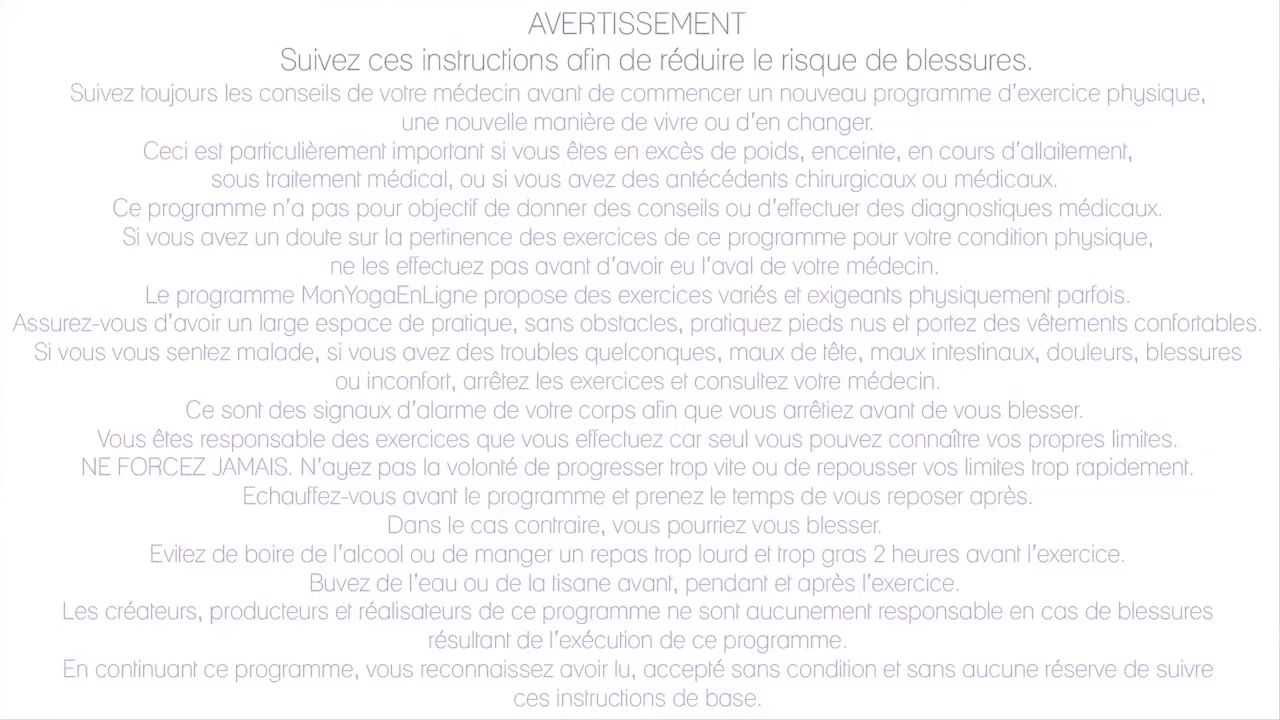 AVERTISSEMENT
Suivez ces instructions afin de réduire le risque de blessures.
Suivez toujours les conseils de votre médecin avant de commencer un nouveau programme d'exercice physique,
une nouvelle manière de vivre ou d'en changer.
Ceci est particulièrement important si vous êtes en excès de poids, enceinte, en cours d'allaitement,
sous traitement médical, ou si vous avez des antécédents chirurgicaux ou médicaux.
Ce programme n'a pas pour objectif de donner des conseils ou d'effectuer des diagnostiques médicaux.
Si vous avez un doute sur la pertinence des exercices de ce programme pour votre condition physique,
ne les effectuez pas avant d'avoir eu l'aval de votre médecin.
Le programme MonYogaEnLigne propose des exercices variés et exigeants physiquement parfois.
Assurez-vous d'avoir un large espace de pratique, sans obstacles, pratiquez pieds nus et portez des vêtements confortables.
Si vous vous sentez malade, si vous avez des troubles quelconques, maux de tête, maux intestinaux, douleurs, blessures
ou inconfort, arrêtez les exercices et consultez votre médecin.
Ce sont des signaux d'alarme de votre corps afin que vous arrêtiez avant de vous blesser.
Vous êtes responsable des exercices que vous effectuez car seul vous pouvez connaître vos propres limites.
NE FORCEZ JAMAIS. N'ayez pas la volonté de progresser trop vite ou de repousser vos limites trop rapidement.
Echauffez-vous avant le programme et prenez le temps de vous reposer après.
Dans le cas contraire, vous pourriez vous blesser.
Evitez de boire de l'alcool ou de manger un repas trop lourd et trop gras 2 heures avant l'exercice.
Buvez de l'eau ou de la tisane avant, pendant et après l'exercice.
Les créateurs, producteurs et réalisateurs de ce programme ne sont aucunement responsable en cas de blessures
résultant de l'exécution de ce programme.
En continuant ce programme, vous reconnaissez avoir lu, accepté sans condition et sans aucune réserve de suivre
ces instructions de base.